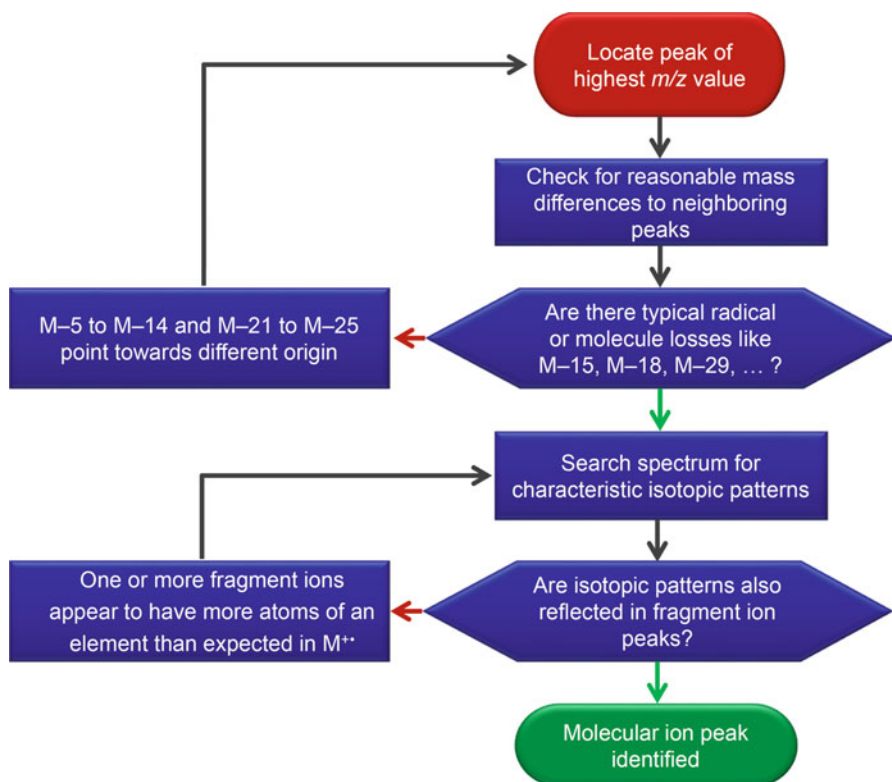 Locate peak of
highest m/z value
Check for reasonable mass
differences to neighboring
peaks
Are there typical radical
or molecule losses like
M–15, M–18, M–29, … ?
M–5 to M–14 and M–21 to M–25
point towards different origin
Search spectrum for
characteristic isotopic patterns
Are isotopic patterns also
reflected in fragment ion
peaks?
One or more fragment ions
appear to have more atoms of an
element than expected in M⁺•
Molecular ion peak
identified